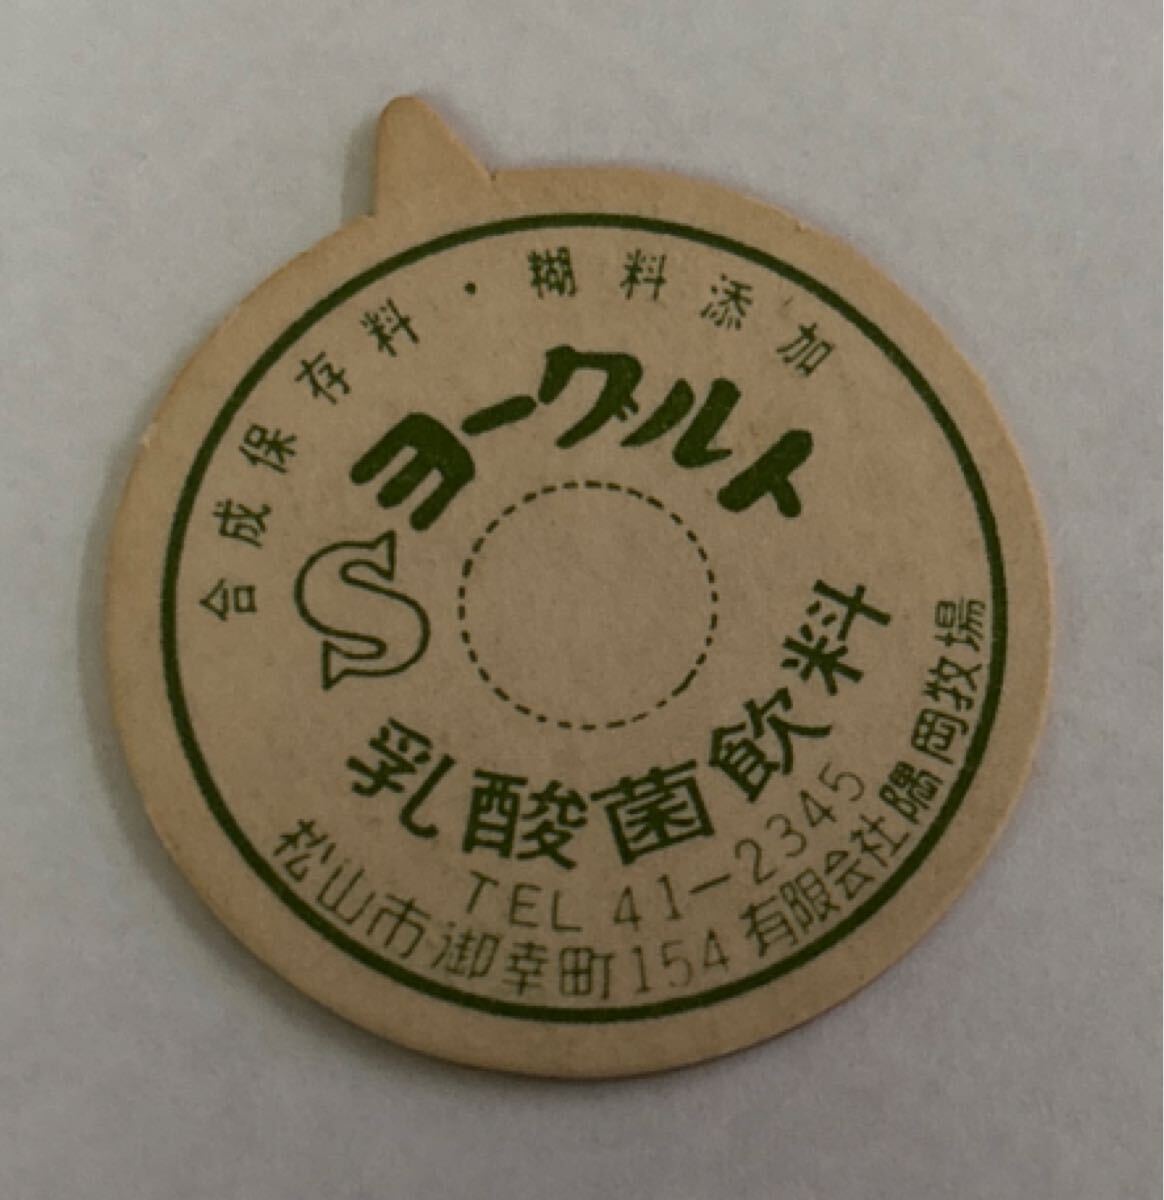 合成保存料・糊料添加
Sヨーグルト
乳酸菌飲料
TEL 41-2345
松山市御幸町154 有限会社隅岡牧場